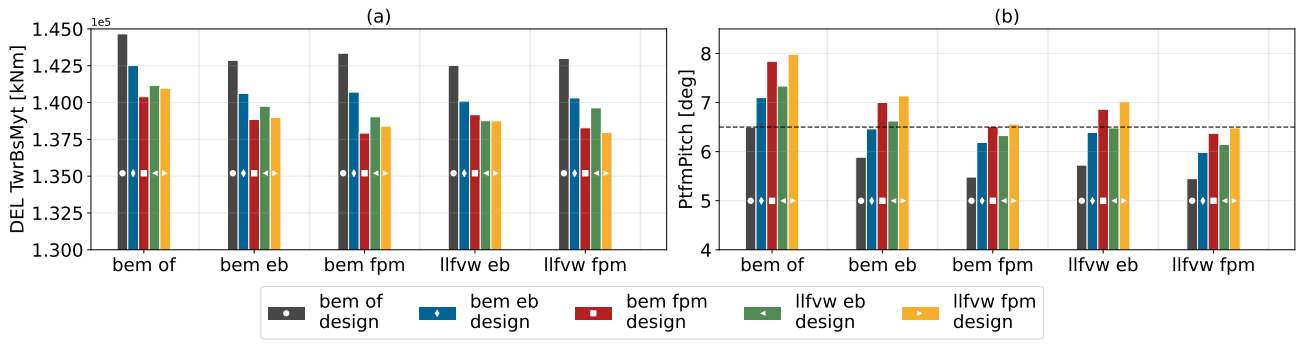 (a)
1e5
DEL TwrBsMyt [kNm]
1.450
1.425
1.400
1.375
1.350
1.325
1.300
bem of
bem eb
bem fpm
llfvw eb
llfvw fpm
(b)
PtfmPitch [deg]
8
7
6
5
4
bem of
bem eb
bem fpm
llfvw eb
llfvw fpm
bem of
design
bem eb
design
bem fpm
design
llfvw eb
design
llfvw fpm
design